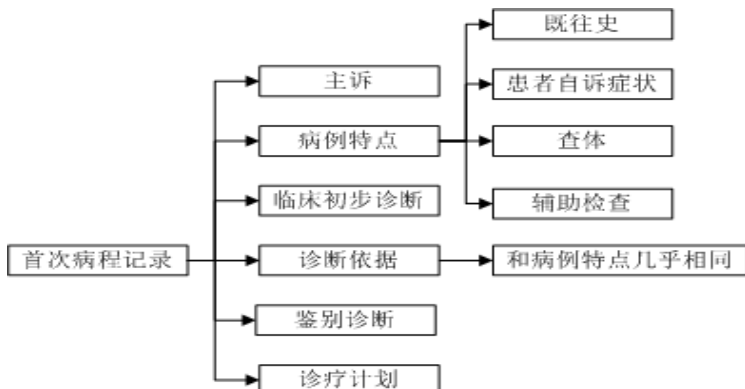 既往史
主诉
患者自诉症状
病例特点
查体
临床初步诊断
辅助检查
首次病程记录
诊断依据
和病例特点几乎相同
鉴别诊断
诊疗计划